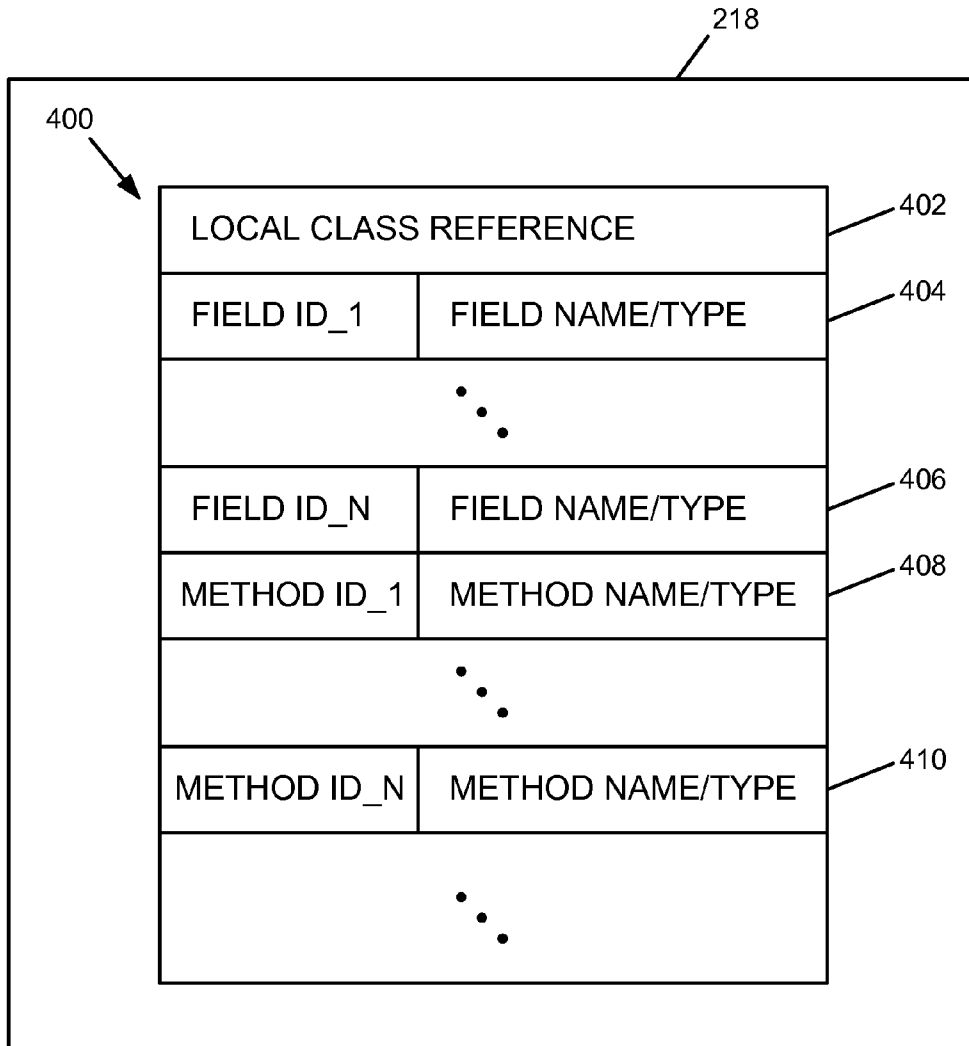 218
400
LOCAL CLASS REFERENCE 402
FIELD ID_1 FIELD NAME/TYPE 404
FIELD ID_N FIELD NAME/TYPE 406
METHOD ID_1 METHOD NAME/TYPE 408
METHOD ID_N METHOD NAME/TYPE 410